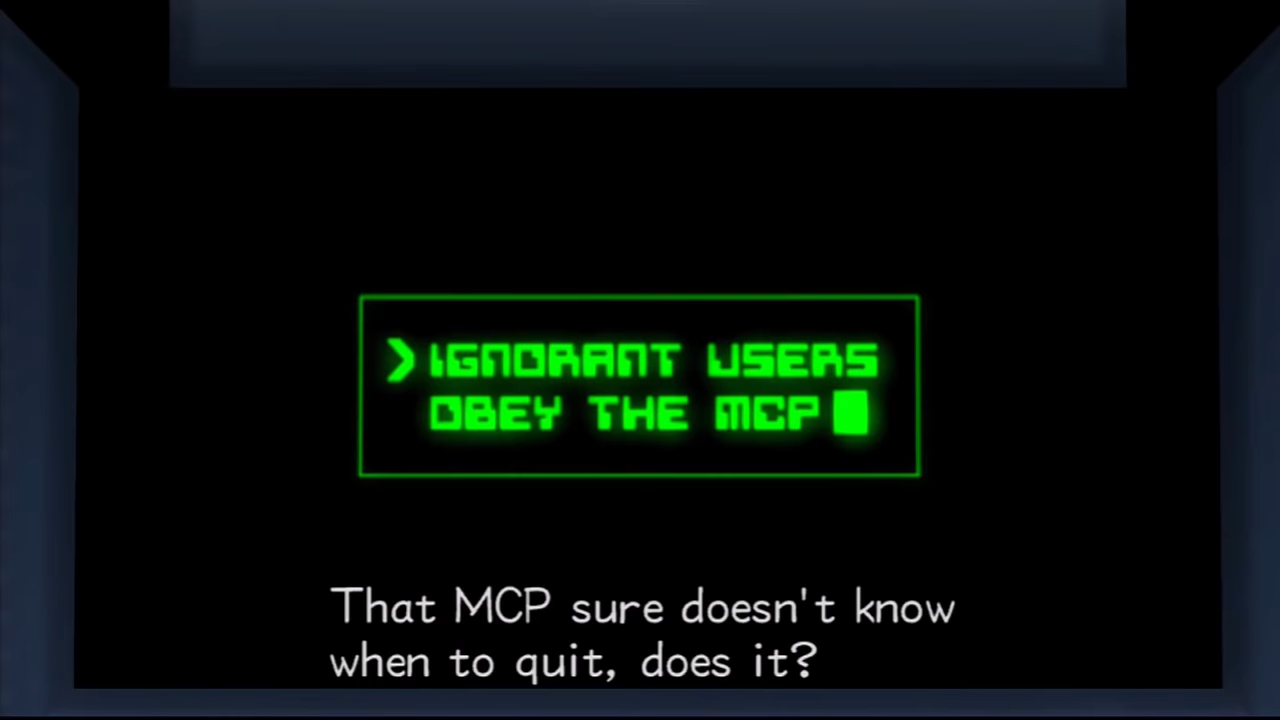 ❯IGNORANT USERS
OBEY THE MCP
That MCP sure doesn't know
when to quit, does it?